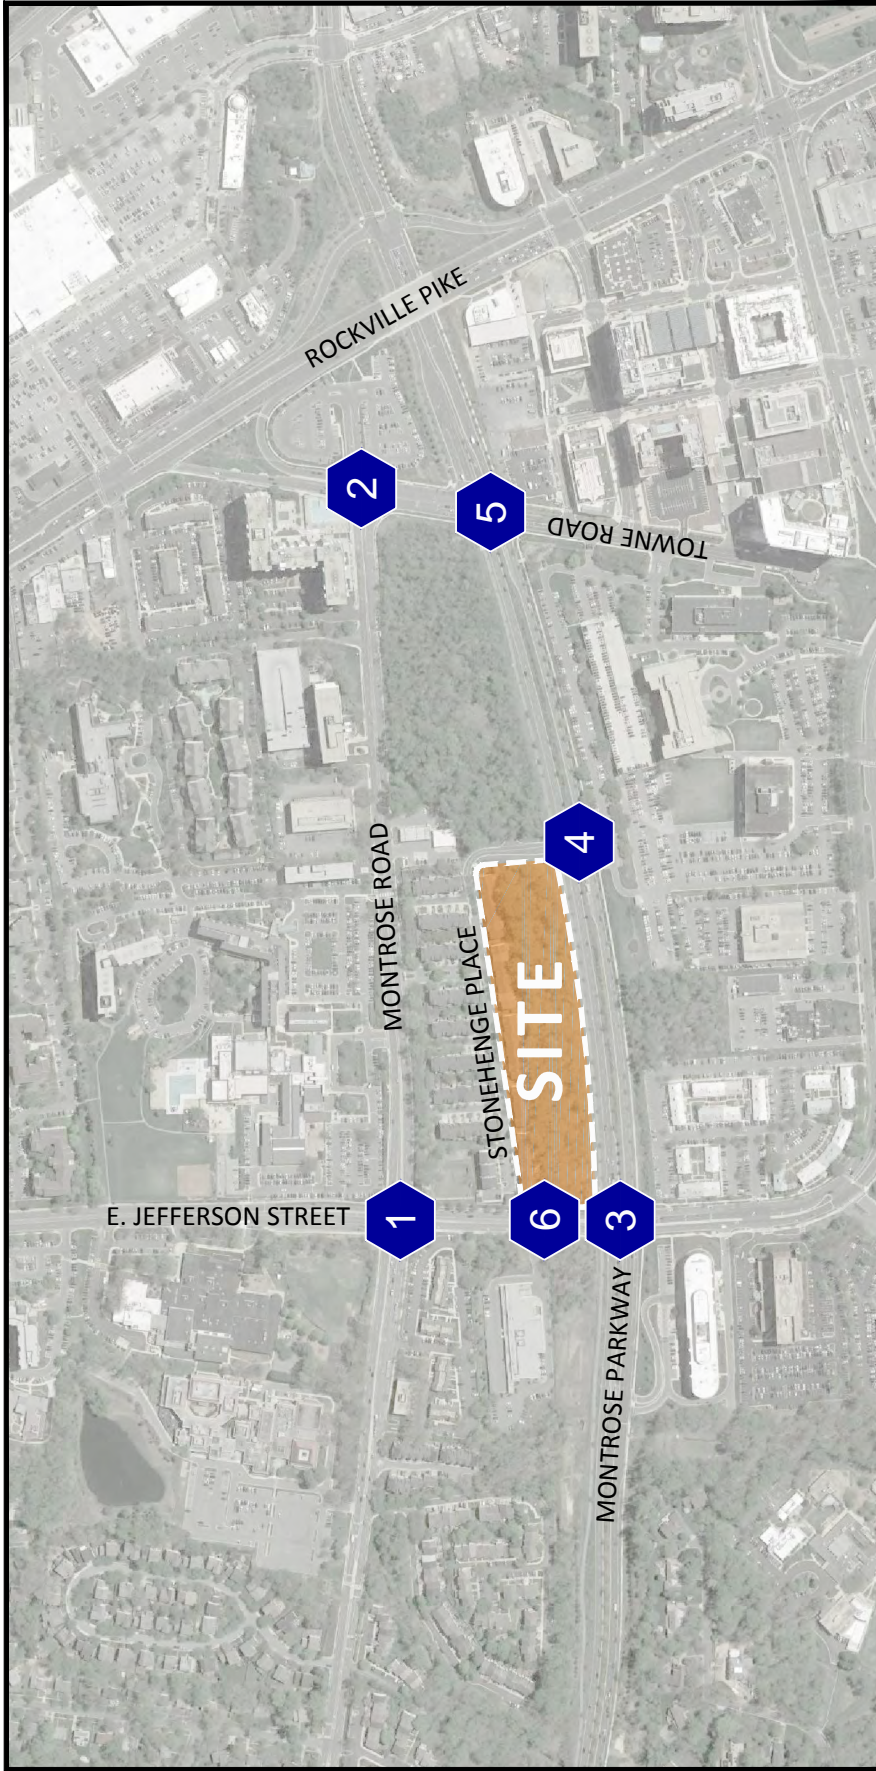 E. JEFFERSON STREET
MONTROSE ROAD
ROCKVILLE PIKE
1
2
STONEHENGE PLACE
SITE
6
5
3
4
MONTROSE PARKWAY
TOWNE ROAD